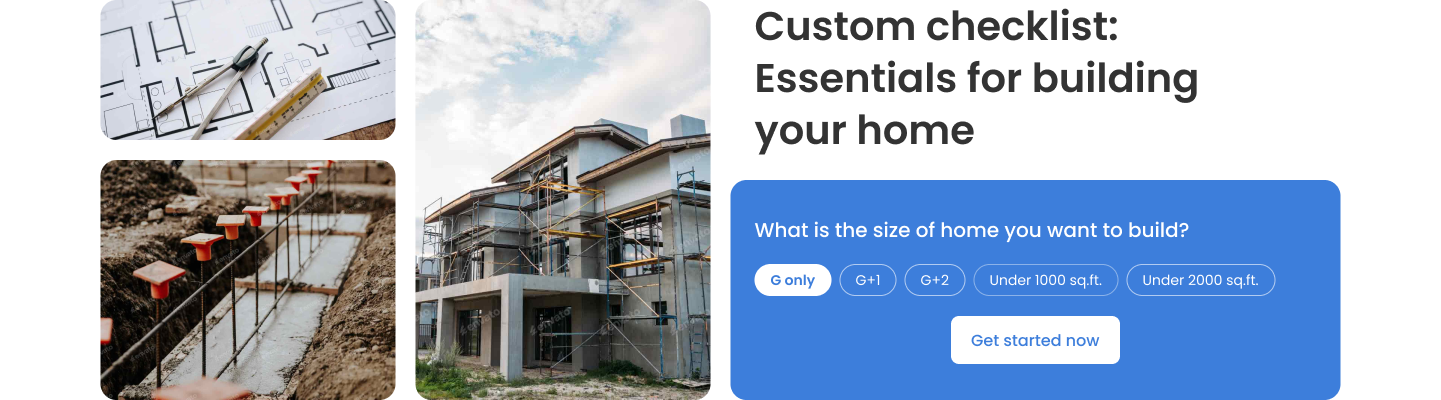 Custom checklist:
Essentials for building
your home
What is the size of home you want to build?
G only
G+1
G+2
Under 1000 sq.ft.
Under 2000 sq.ft.
Get started now